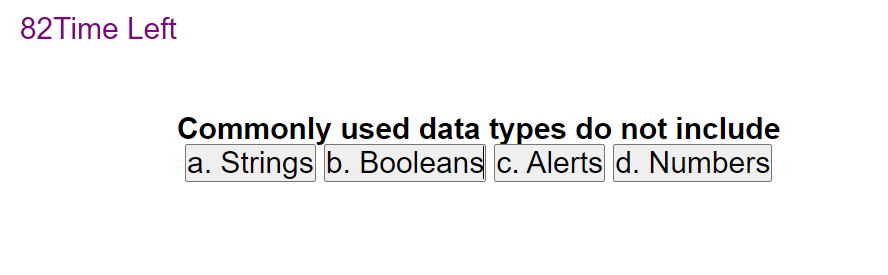 82Time Left
Commonly used data types do not include
a. Strings b. Booleans c. Alerts d. Numbers